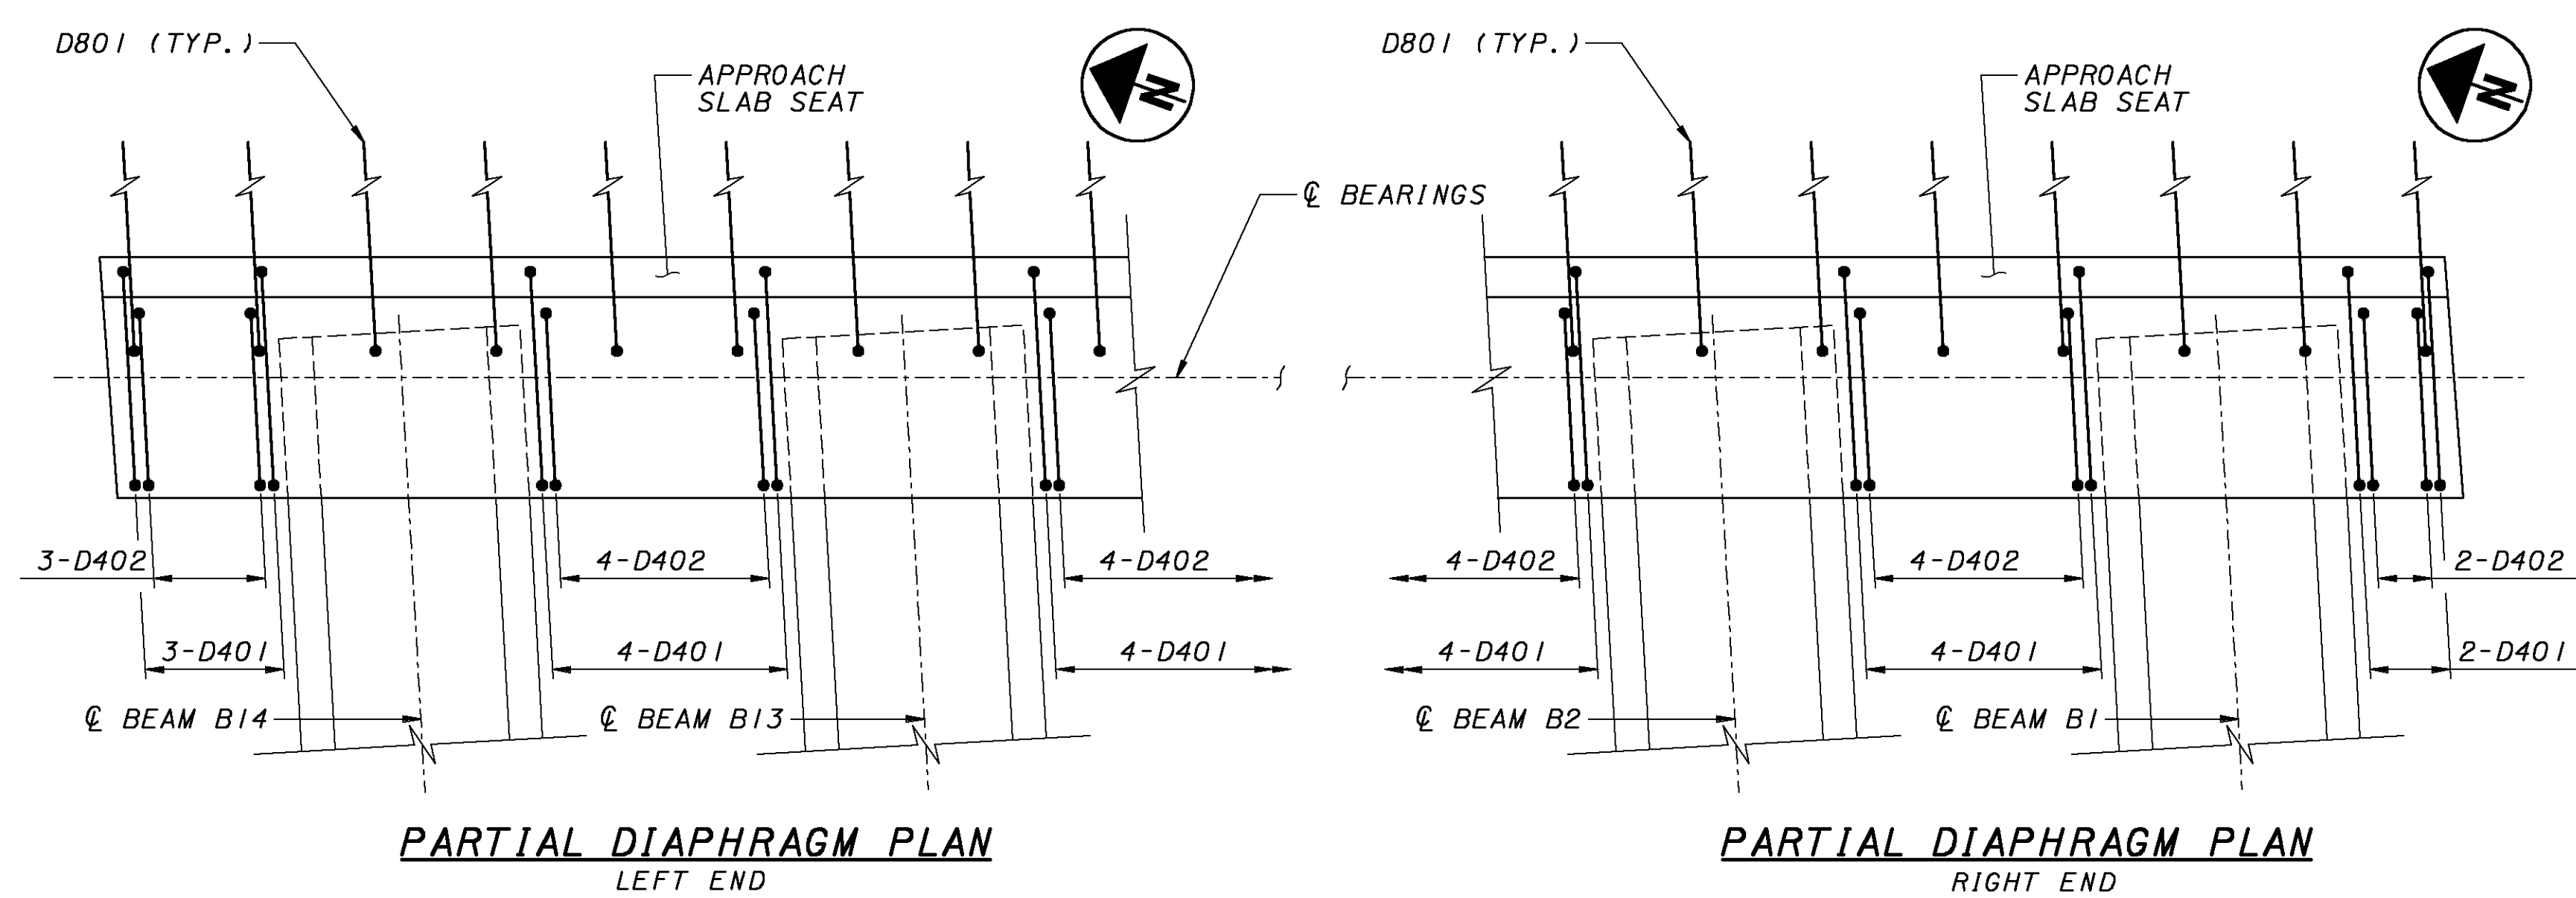 D801 (TYP.)
APPROACH
SLAB SEAT
N
℄ BEARINGS
3-D402
4-D402
4-D402
3-D401
4-D401
4-D401
℄ BEAM B14
℄ BEAM B13
PARTIAL DIAPHRAGM PLAN
LEFT END
D801 (TYP.)
APPROACH
SLAB SEAT
N
4-D402
4-D402
2-D402
4-D401
4-D401
2-D401
℄ BEAM B2
℄ BEAM B1
PARTIAL DIAPHRAGM PLAN
RIGHT END